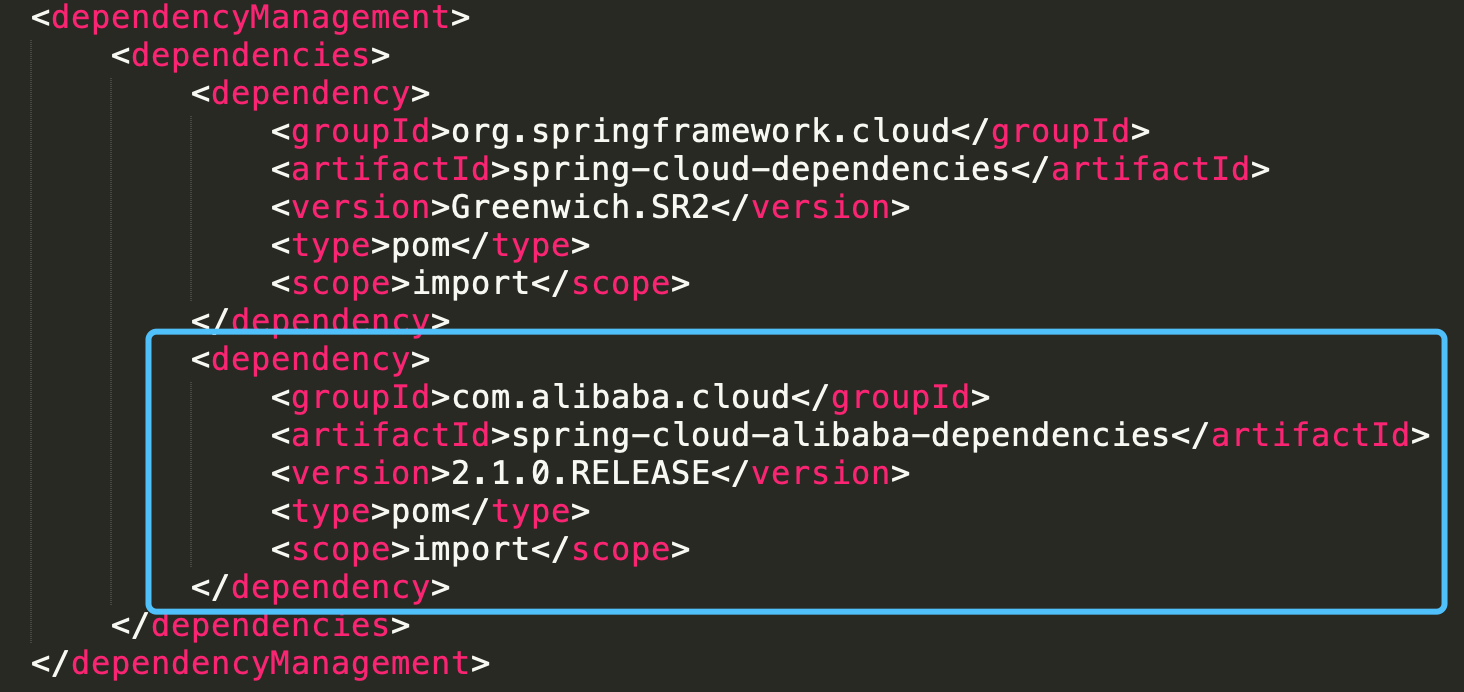 <dependencyManagement>
    <dependencies>
        <dependency>
            <groupId>org.springframework.cloud</groupId>
            <artifactId>spring-cloud-dependencies</artifactId>
            <version>Greenwich.SR2</version>
            <type>pom</type>
            <scope>import</scope>
        </dependency>
        <dependency>
            <groupId>com.alibaba.cloud</groupId>
            <artifactId>spring-cloud-alibaba-dependencies</artifactId>
            <version>2.1.0.RELEASE</version>
            <type>pom</type>
            <scope>import</scope>
        </dependency>
    </dependencies>
</dependencyManagement>